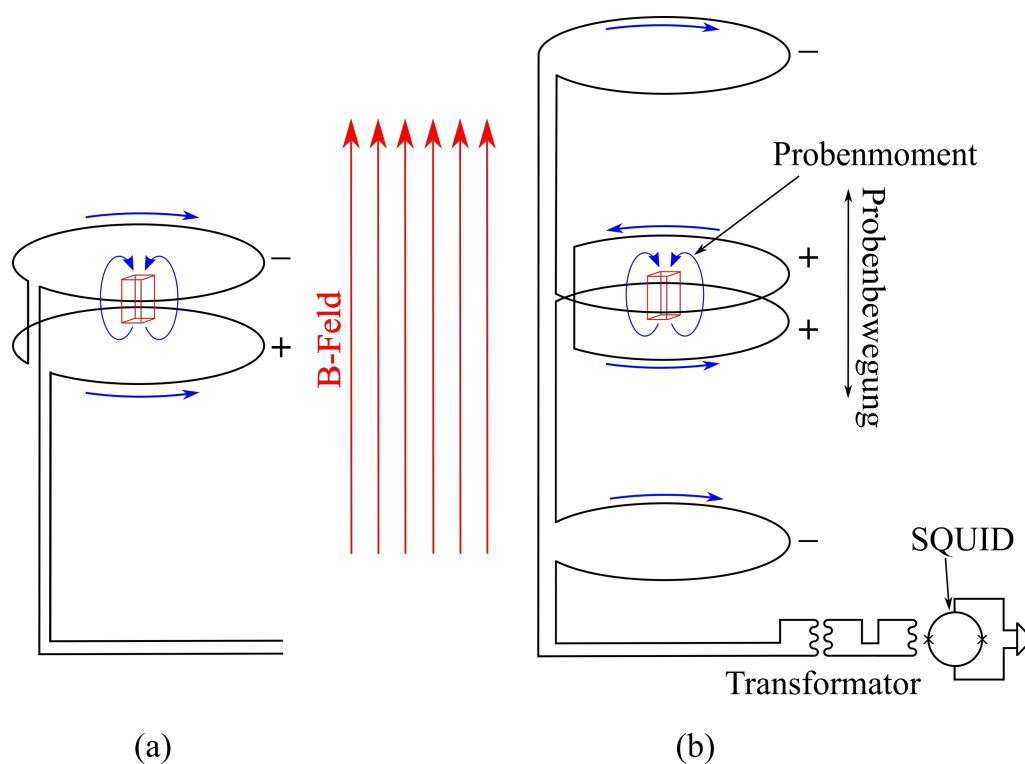 −
Probenmoment
Probenbewegung
−
+
+
+
B-Feld
−
SQUID
Transformator
(a)
(b)